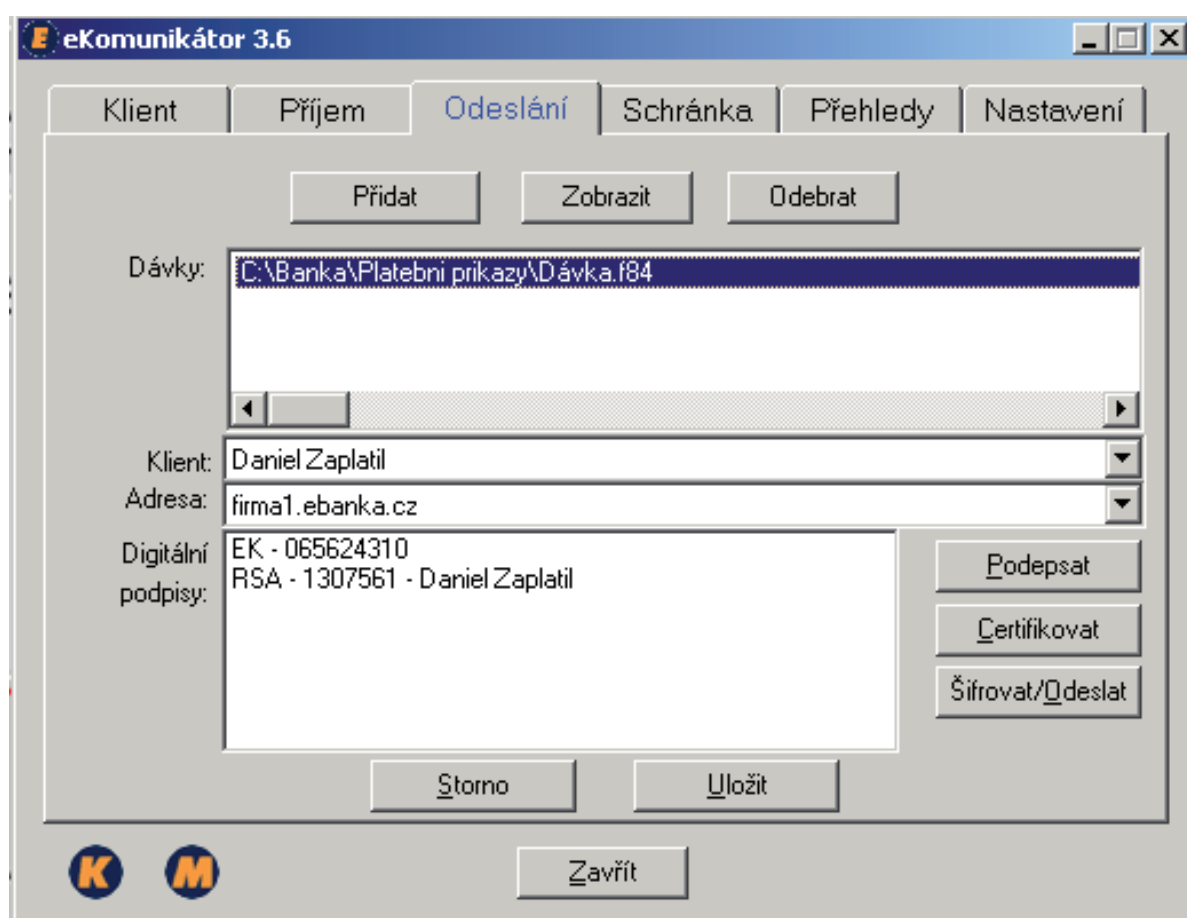 E eKomunikátor 3.6
Klient Příjem Odeslání Schránka Přehledy Nastavení
Přidat Zobrazit Odebrat
Dávky: C:\Banka\Platebni prikazy\Dávka.f84
Klient: Daniel Zaplatil
Adresa: firma1.ebanka.cz
Digitální podpisy:
EK - 065624310
RSA - 1307561 - Daniel Zaplatil
Podepsat
Certifikovat
Šifrovat/Odeslat
Storno Uložit
K M Zavřít